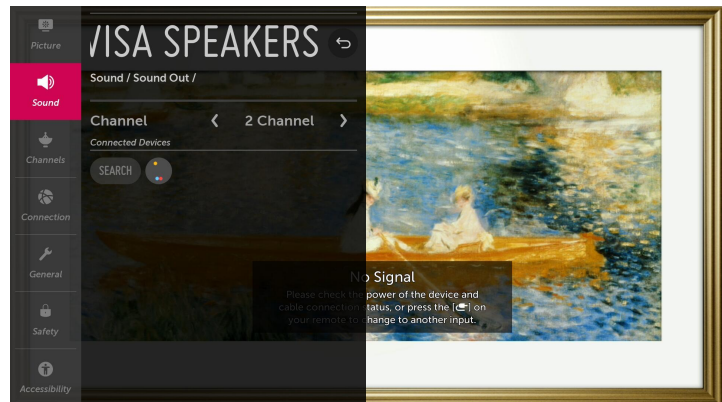 Picture
Sound
Channels
Connection
General
Safety
Accessibility
VISA SPEAKERS
Sound / Sound Out /
Channel
2 Channel
Connected Devices
SEARCH
No Signal
Please check the power of the device and
cable connection status, or press the [ ] on
your remote to change to another input.